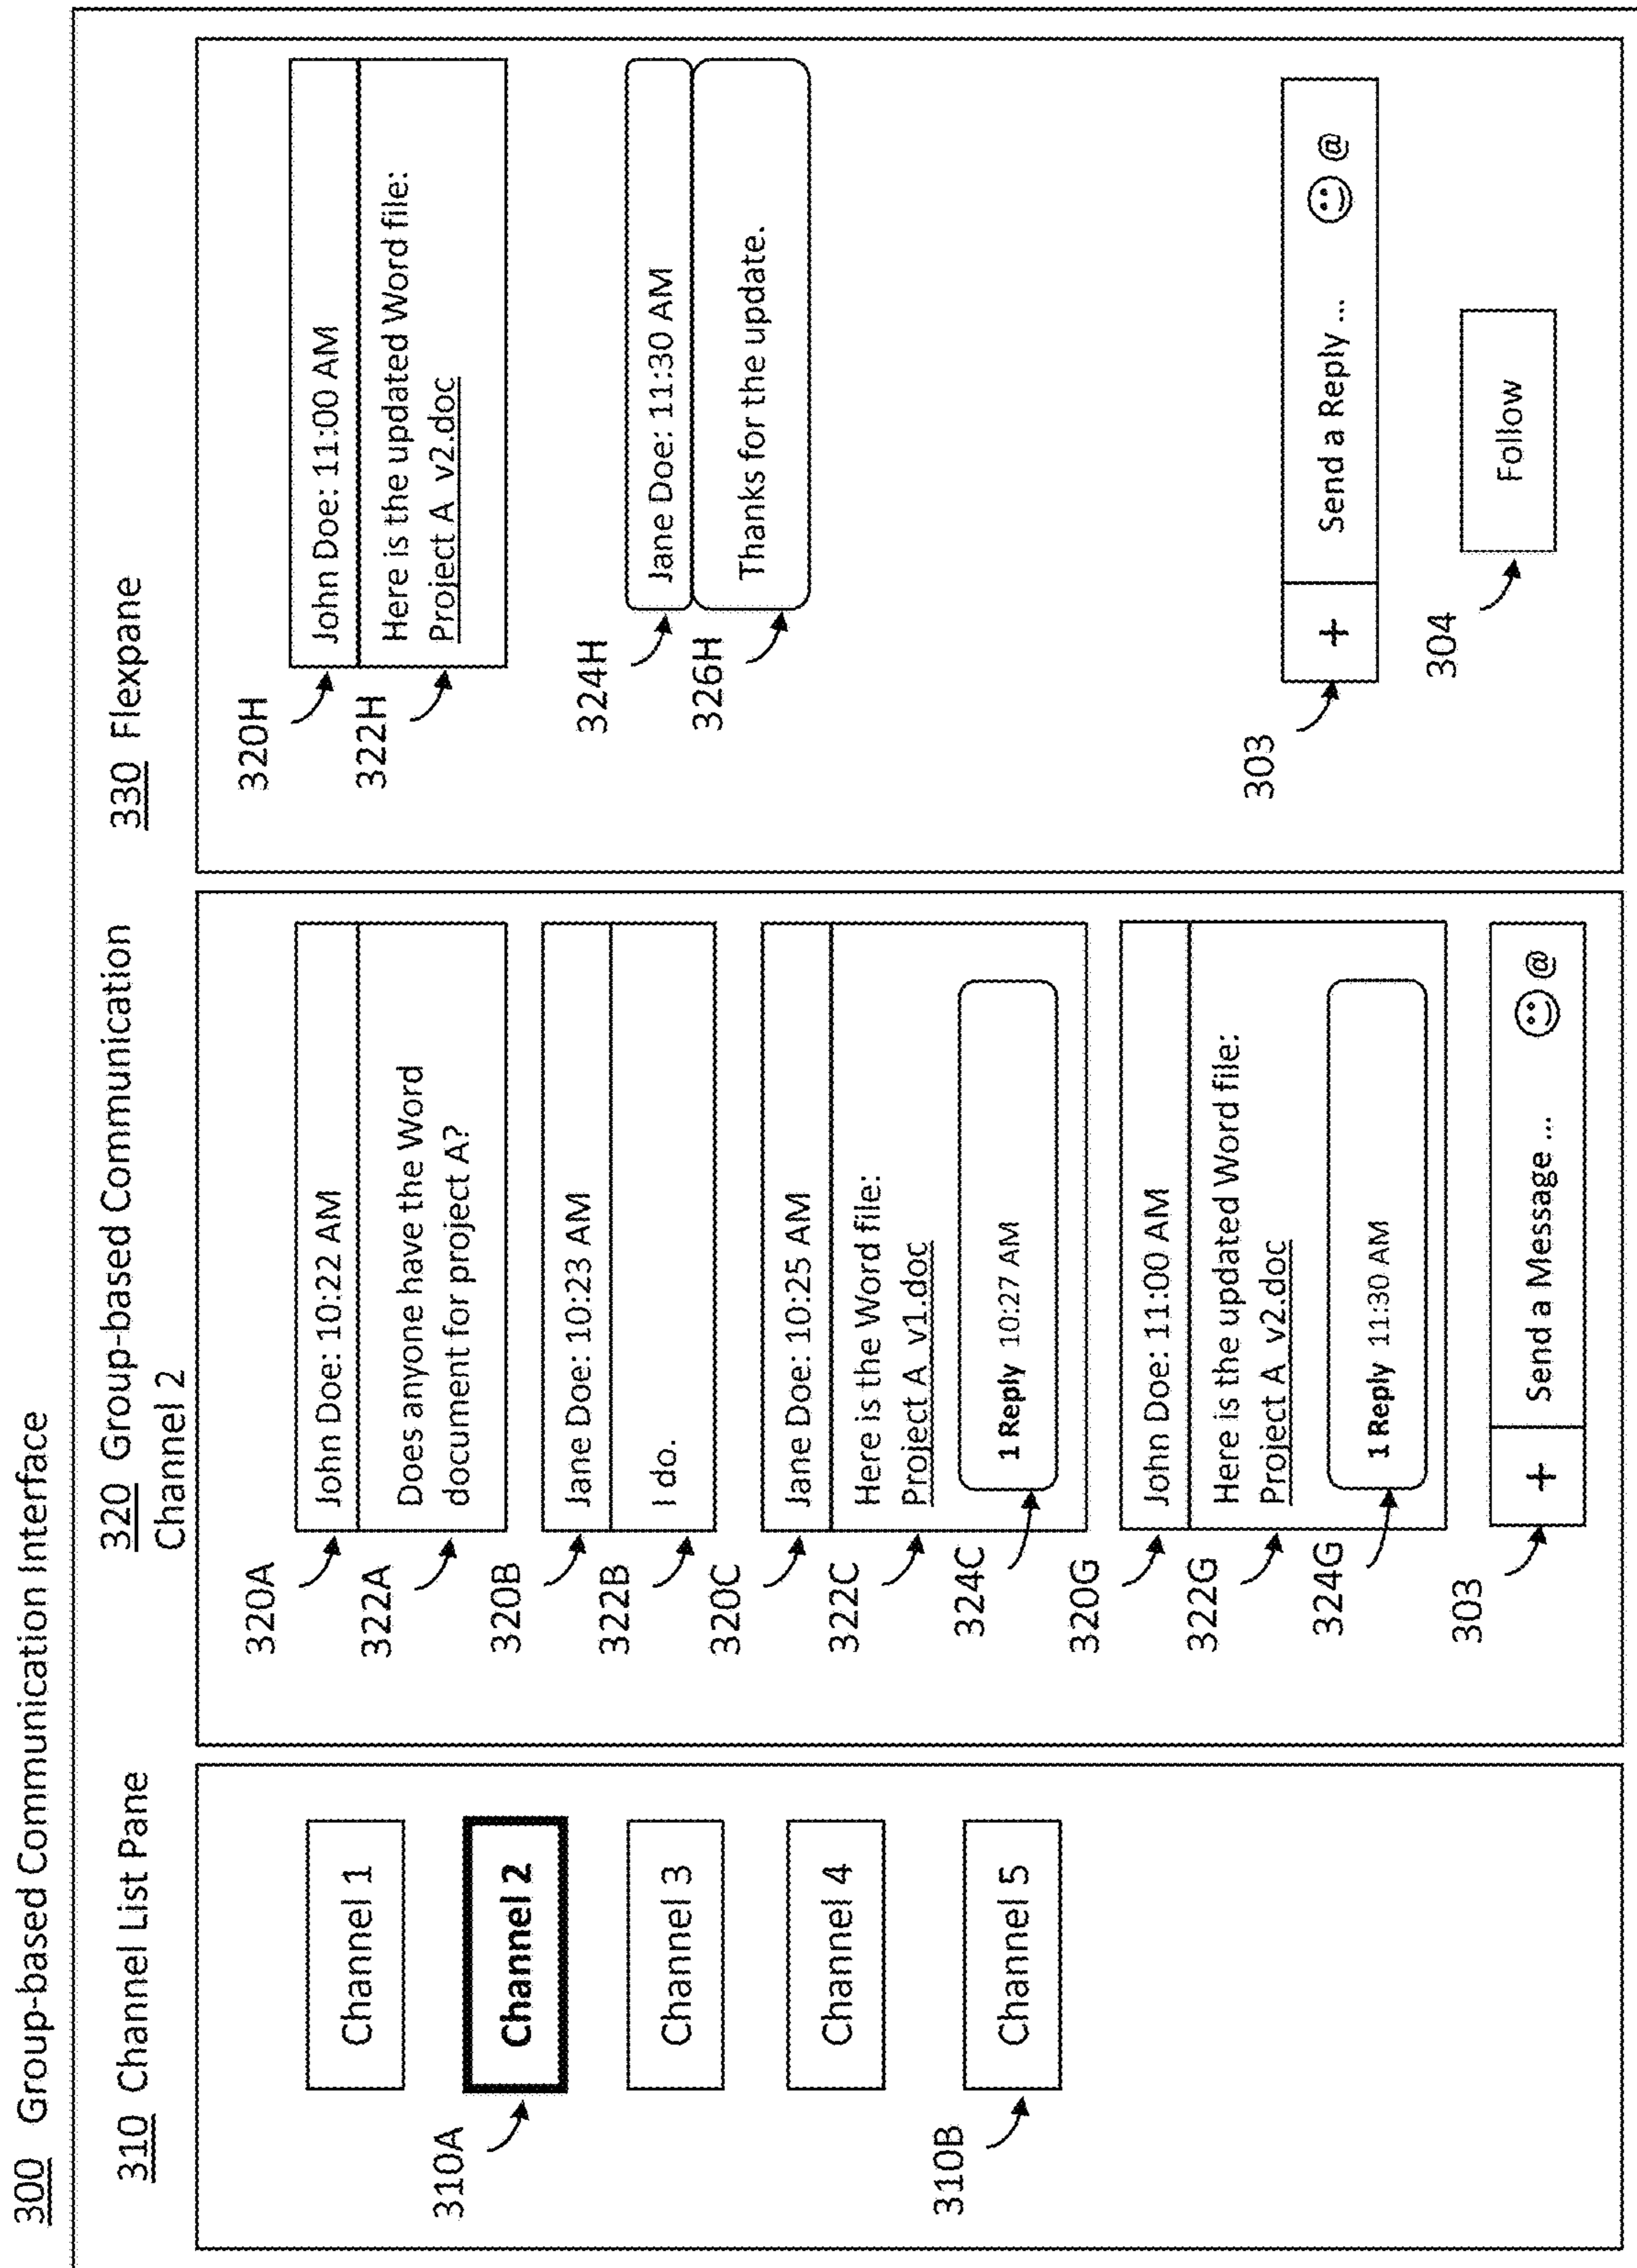 300 Group-based Communication Interface
310 Channel List Pane
Channel 1
310A
Channel 2
Channel 3
Channel 4
310B
Channel 5
320 Group-based Communication
Channel 2
320A
John Doe: 10:22 AM
322A
Does anyone have the Word
document for project A?
320B
Jane Doe: 10:23 AM
322B
I do.
320C
Jane Doe: 10:25 AM
322C
Here is the Word file:
Project A v1.doc
324C
1 Reply 10:27 AM
320G
John Doe: 11:00 AM
322G
Here is the updated Word file:
Project A v2.doc
324G
1 Reply 11:30 AM
303
+ Send a Message ... @
330 Flexpane
320H
John Doe: 11:00 AM
322H
Here is the updated Word file:
Project A v2.doc
324H
Jane Doe: 11:30 AM
326H
Thanks for the update.
303
+ Send a Reply ... @
304
Follow